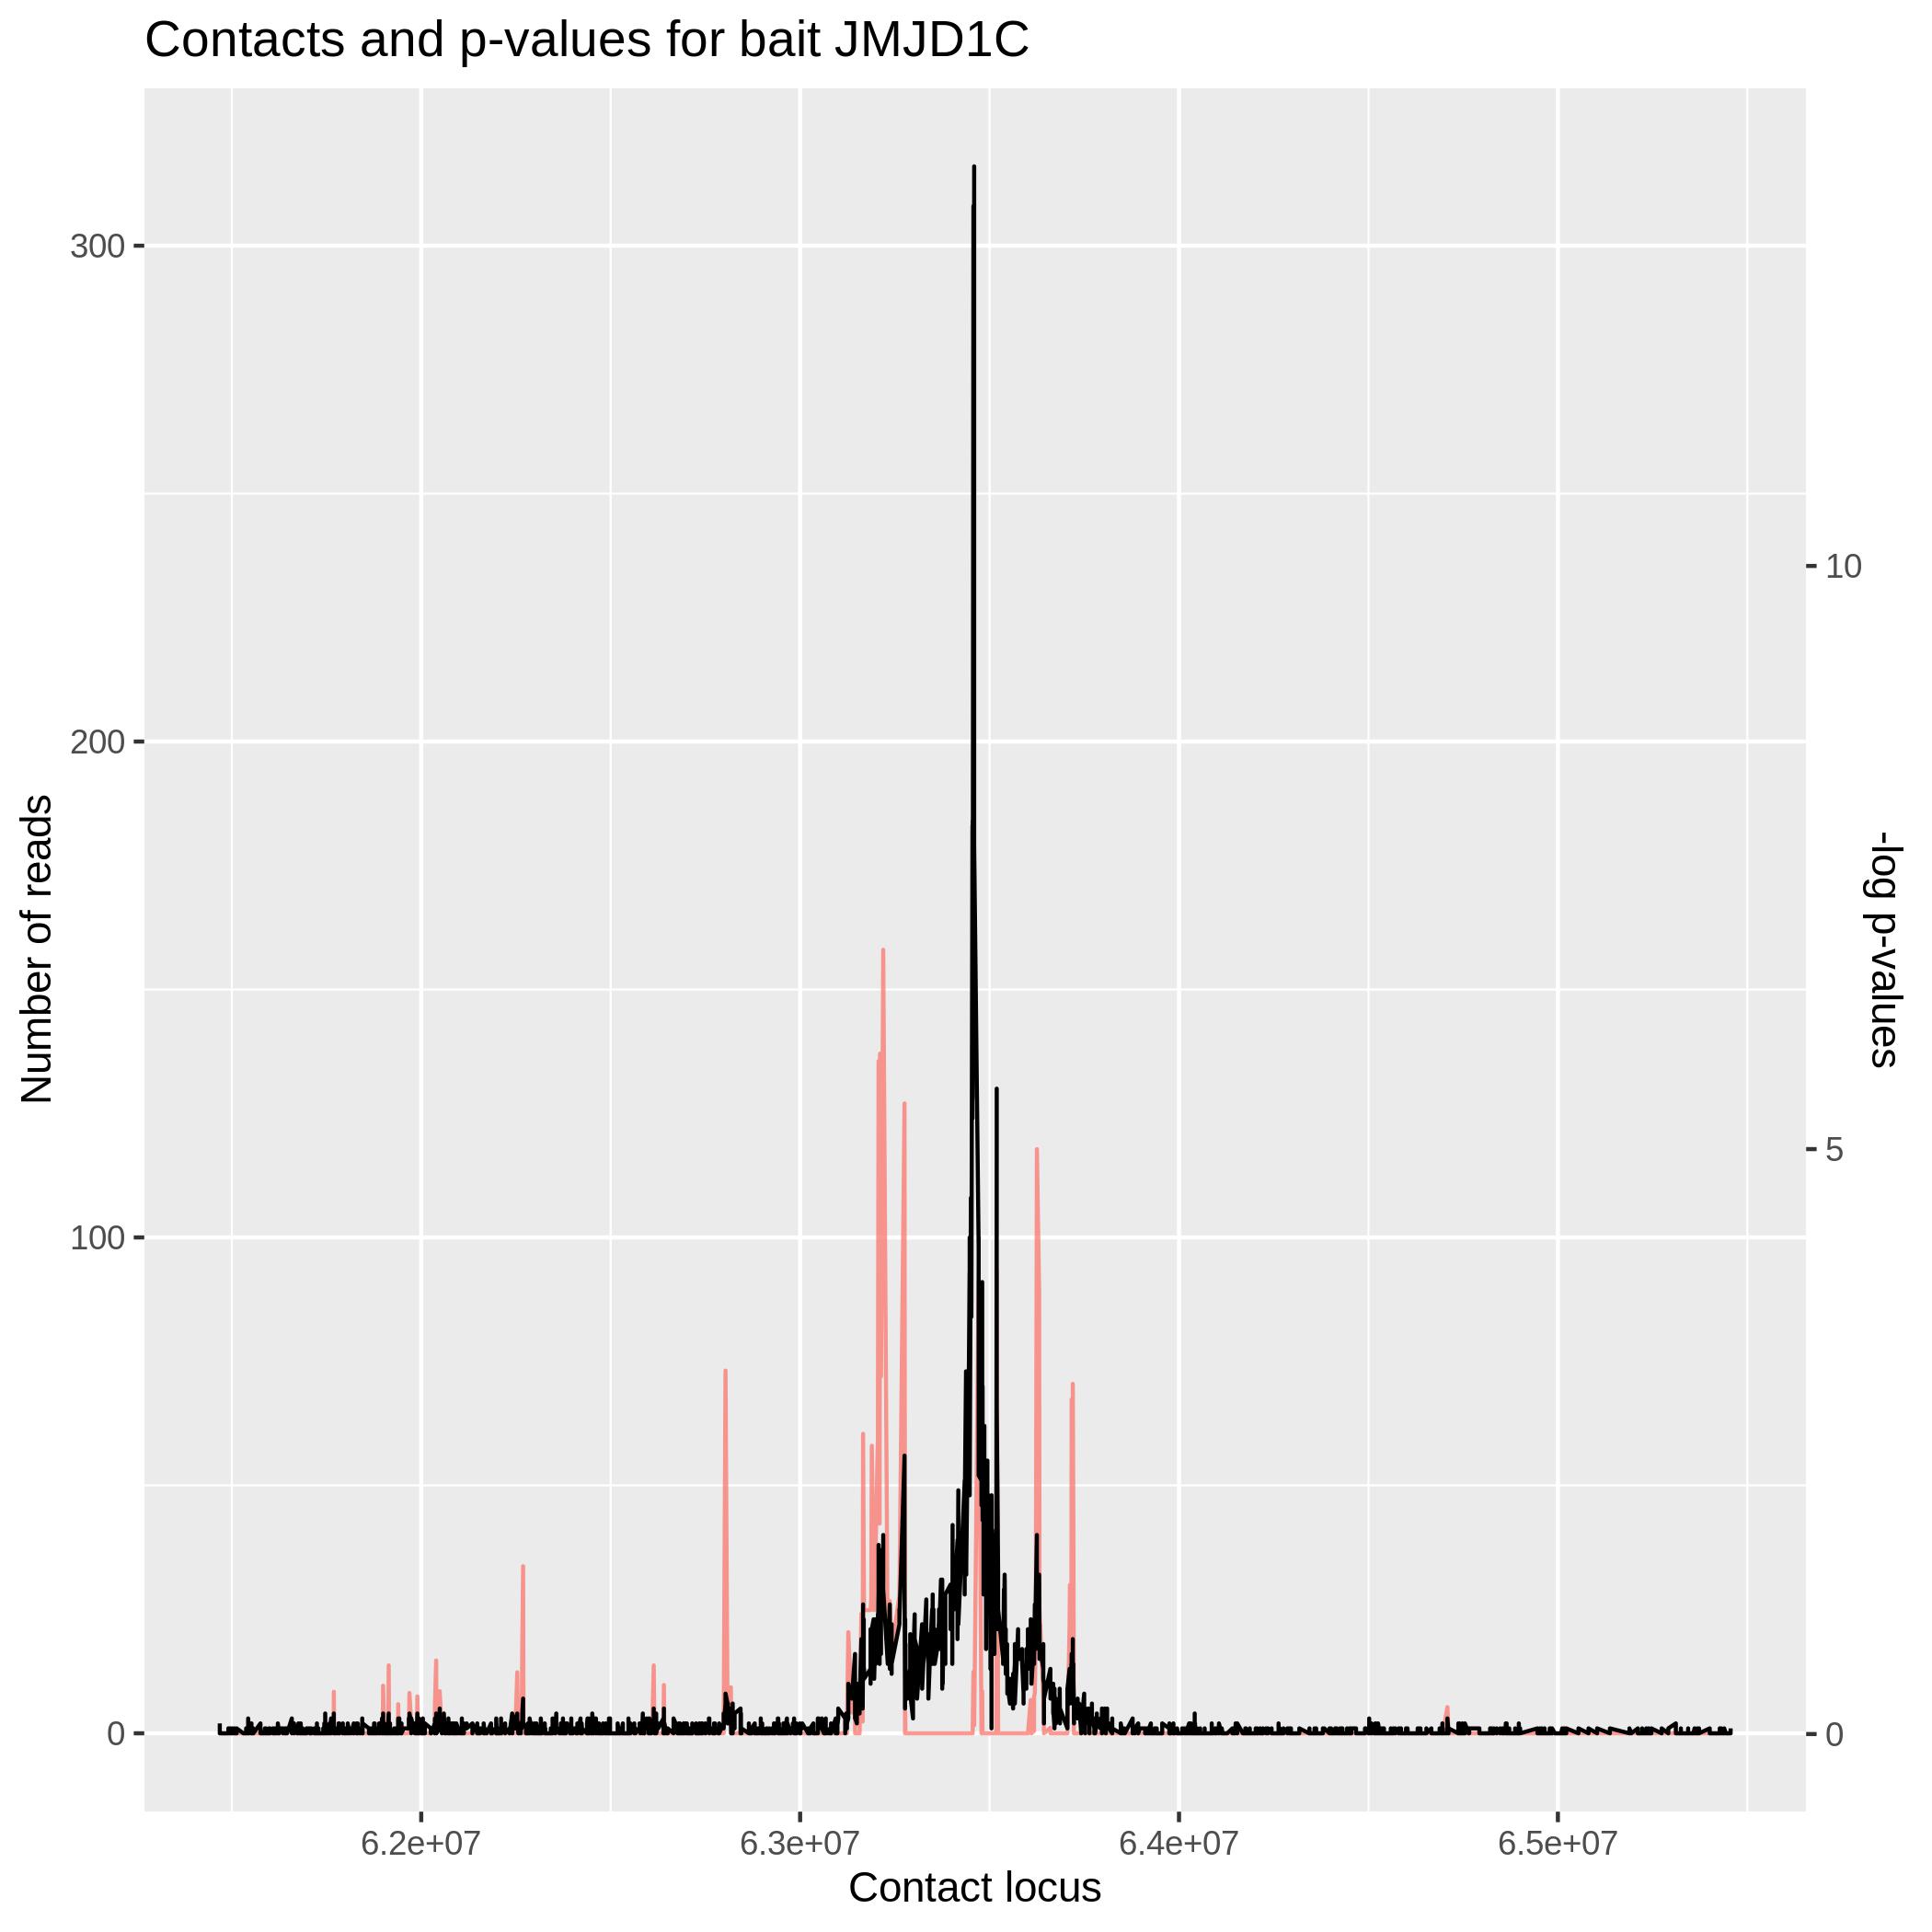 Contacts and p-values for bait JMJD1C
300
200
100
0
Number of reads
10
5
0
-log p-values
6.2e+07
6.3e+07
6.4e+07
6.5e+07
Contact locus